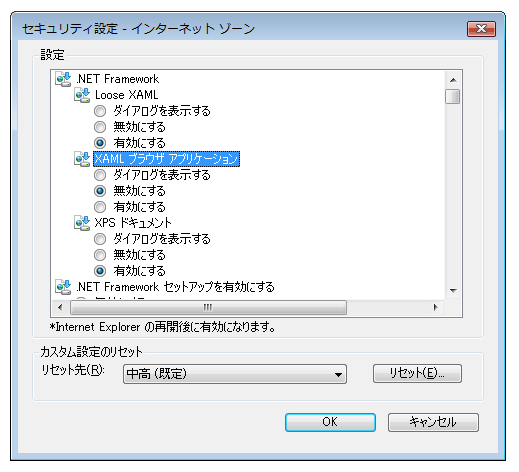 セキュリティ設定 - インターネット ゾーン
設定
.NET Framework
Loose XAML
ダイアログを表示する
無効にする
有効にする
XAML ブラウザ アプリケーション
ダイアログを表示する
無効にする
有効にする
XPS ドキュメント
ダイアログを表示する
無効にする
有効にする
.NET Framework セットアップを有効にする
*Internet Explorer の再開後に有効になります。
カスタム設定のリセット
リセット先(R): 中高 (既定) リセット(E)...
OK キャンセル